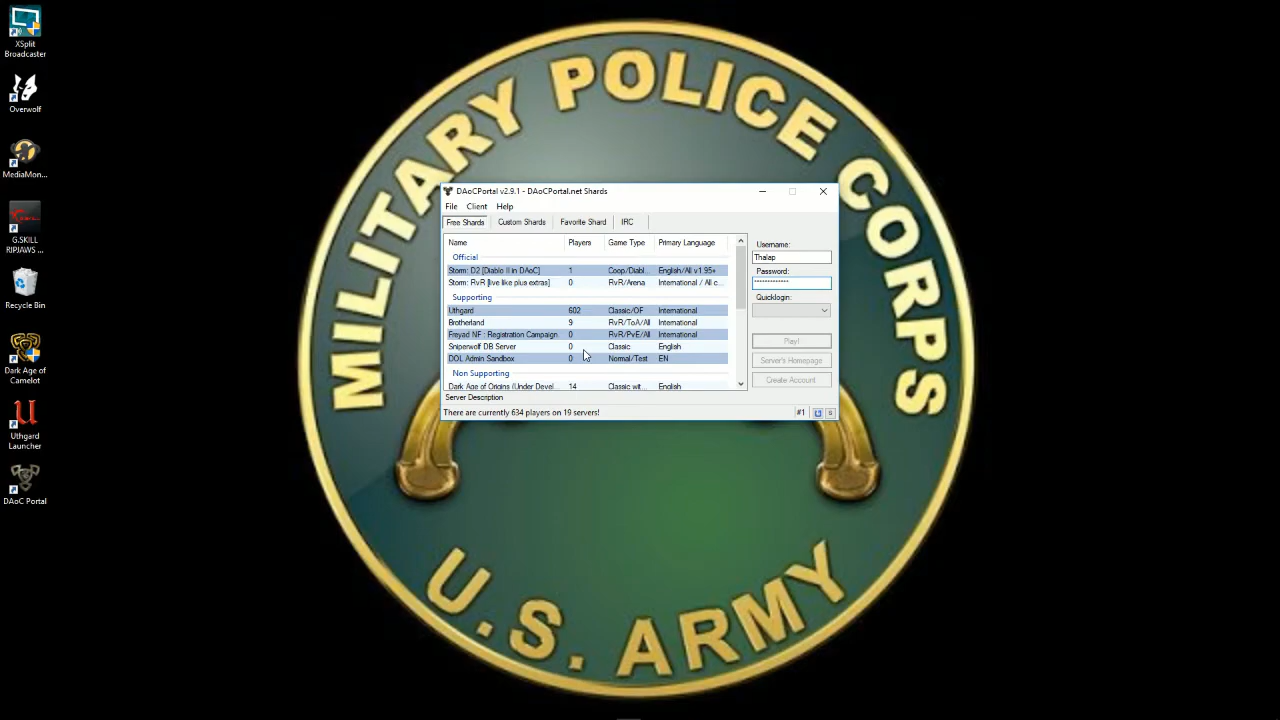 XSplit
Broadcaster
Overwolf
MediaMon...
G.SKILL
RIPJAWS ...
Recycle Bin
Dark Age of
Camelot
Uthgard
Launcher
DAoC Portal
MILITARY POLICE CORPS
U.S. ARMY
DAoCPortal v2.9.1 - DAoCPortal.net Shards
File Client Help
Free Shards Custom Shards Favorite Shard IRC
Name Players Game Type Primary Language
Official
Storm: D2 [Diablo II in DAoC] 1 Coop/Diabl... English/All v1.95+
Storm: RvR [live like plus extras] 0 RvR/Arena International / All c...
Supporting
Uthgard 602 Classic/OF International
Brotherland 9 RvR/ToA/All International
Freyad NF : Registration Campaign 0 RvR/PvE/All International
Sniperwolf DB Server 0 Classic English
DOL Admin Sandbox 0 Normal/Test EN
Non Supporting
Dark Age of Origins (Under Devel... 14 Classic wit... English
Server Description
There are currently 634 players on 19 servers! #1 S
Username:
Thalap
Password:
*************
Quicklogin:
Play!
Server's Homepage
Create Account